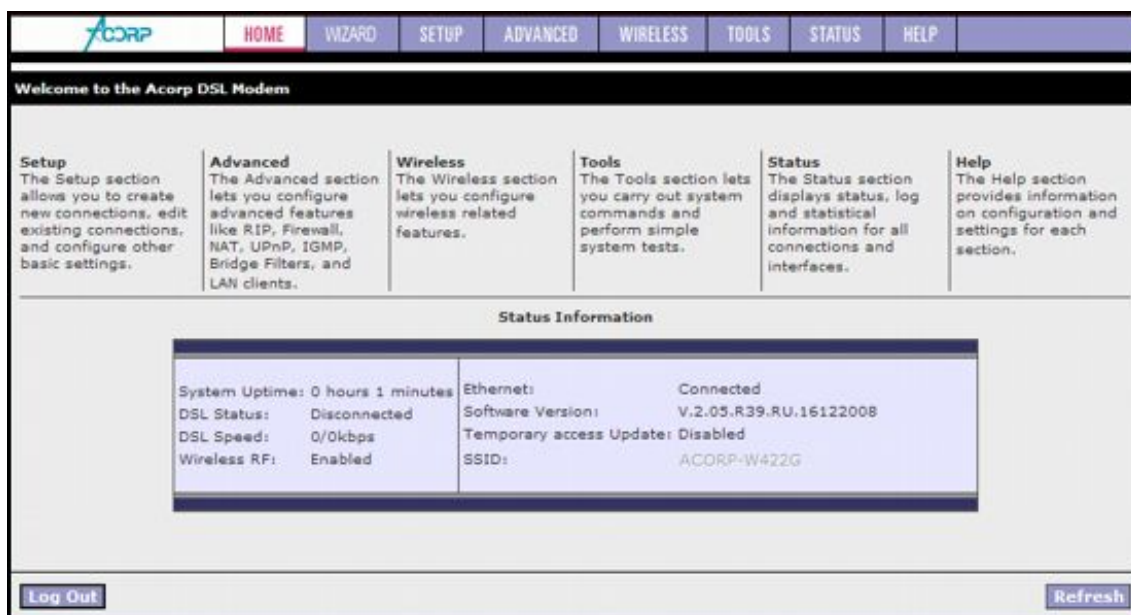 ACORP
HOME
WIZARD
SETUP
ADVANCED
WIRELESS
TOOLS
STATUS
HELP
Welcome to the Acorp DSL Modem
Setup
The Setup section
allows you to create
new connections, edit
existing connections,
and configure other
basic settings.
Advanced
The Advanced section
lets you configure
advanced features
like RIP, Firewall,
NAT, UPnP, IGMP,
Bridge Filters, and
LAN clients.
Wireless
The Wireless section
lets you configure
wireless related
features.
Tools
The Tools section lets
you carry out system
commands and
perform simple
system tests.
Status
The Status section
displays status, log
and statistical
information for all
connections and
interfaces.
Help
The Help section
provides information
on configuration and
settings for each
section.
Status Information
System Uptime: 0 hours 1 minutes
DSL Status: Disconnected
DSL Speed: 0/0kbps
Wireless RF: Enabled
Ethernet: Connected
Software Version: V.2.05.R39.RU.16122008
Temporary access Update: Disabled
SSID: ACORP-W422G
Log Out
Refresh